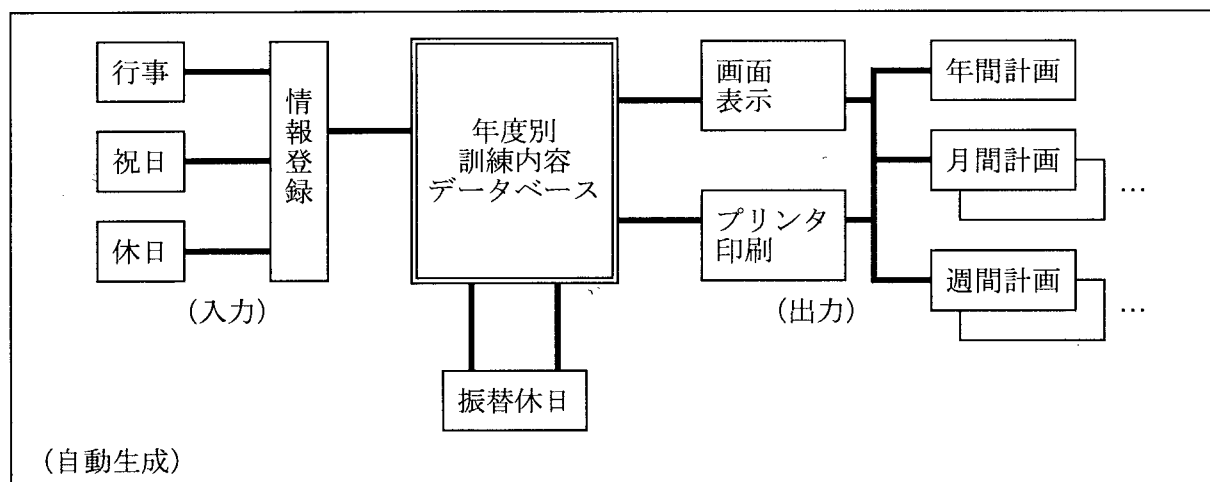 行事
祝日
休日
(入力)
情報登録
年度別
訓練内容
データベース
振替休日
画面
表示
プリンタ
印刷
(出力)
年間計画
月間計画
…
週間計画
…
(自動生成)